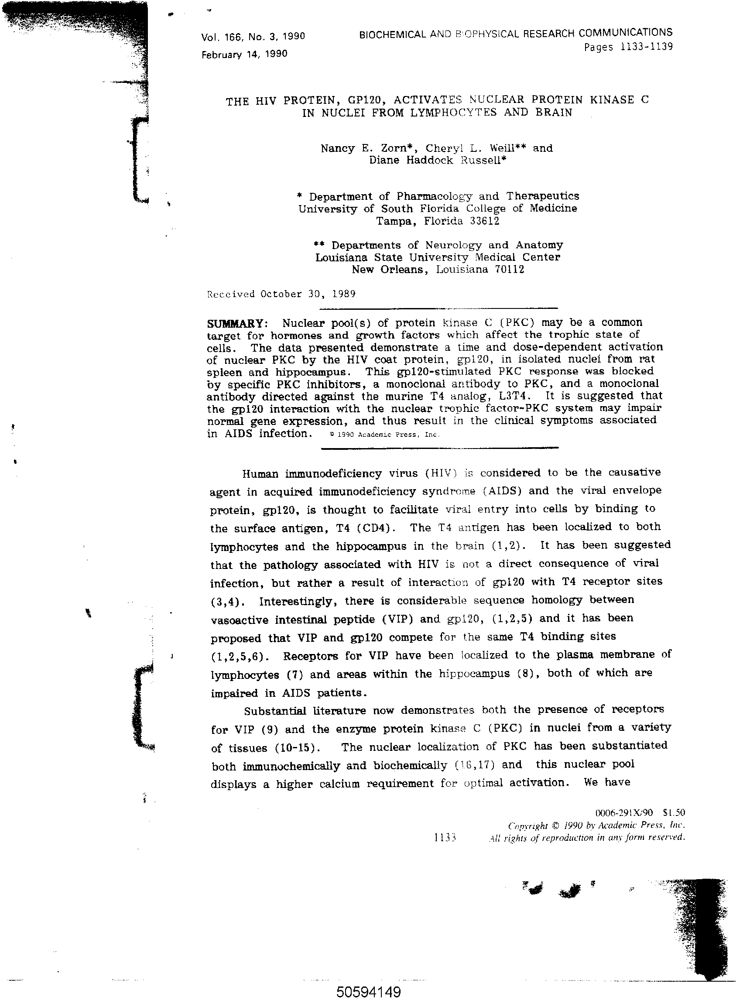 Vol. 166, No. 3, 1990
BIOCHEMICAL AND BIOPHYSICAL RESEARCH COMMUNICATIONS
February 14, 1990
Pages 1133-1139
THE HIV PROTEIN, GP120, ACTIVATES NUCLEAR PROTEIN KINASE C
IN NUCLEI FROM LYMPHOCYTES AND BRAIN
Nancy E. Zorn*, Cheryl L. Weill** and
Diane Haddock Russell*
* Department of Pharmacology and Therapeutics
University of South Florida College of Medicine
Tampa, Florida 33612
** Departments of Neurology and Anatomy
Louisiana State University Medical Center
New Orleans, Louisiana 70112
Received October 30, 1989
SUMMARY: Nuclear pool(s) of protein kinase C (PKC) may be a common
target for hormones and growth factors which affect the trophic state of
cells. The data presented demonstrate a time and dose-dependent activation
of nuclear PKC by the HIV coat protein, gp120, in isolated nuclei from rat
spleen and hippocampus. This gp120-stimulated PKC response was blocked
by specific PKC inhibitors, a monoclonal antibody to PKC, and a monoclonal
antibody directed against the murine T4 analog, L3T4. It is suggested that
the gp120 interaction with the nuclear trophic factor-PKC system may impair
normal gene expression, and thus result in the clinical symptoms associated
in AIDS infection. © 1990 Academic Press, Inc.
Human immunodeficiency virus (HIV) is considered to be the causative
agent in acquired immunodeficiency syndrome (AIDS) and the viral envelope
protein, gp120, is thought to facilitate viral entry into cells by binding to
the surface antigen, T4 (CD4). The T4 antigen has been localized to both
lymphocytes and the hippocampus in the brain (1,2). It has been suggested
that the pathology associated with HIV is not a direct consequence of viral
infection, but rather a result of interaction of gp120 with T4 receptor sites
(3,4). Interestingly, there is considerable sequence homology between
vasoactive intestinal peptide (VIP) and gp120, (1,2,5) and it has been
proposed that VIP and gp120 compete for the same T4 binding sites
(1,2,5,6). Receptors for VIP have been localized to the plasma membrane of
lymphocytes (7) and areas within the hippocampus (8), both of which are
impaired in AIDS patients.
Substantial literature now demonstrates both the presence of receptors
for VIP (9) and the enzyme protein kinase C (PKC) in nuclei from a variety
of tissues (10-15). The nuclear localization of PKC has been substantiated
both immunochemically and biochemically (16,17) and this nuclear pool
displays a higher calcium requirement for optimal activation. We have
0006-291X/90 $1.50
Copyright © 1990 by Academic Press, Inc.
1133
All rights of reproduction in any form reserved.
50594149